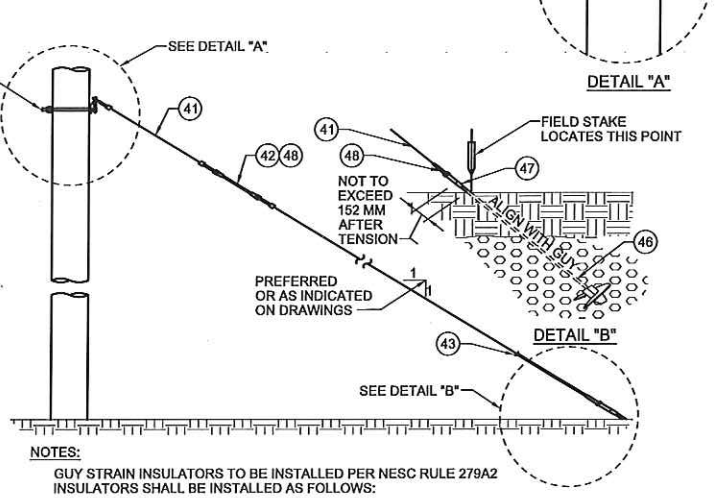 SEE DETAIL "A"
DETAIL "A"
41
42 48
41
48
47
FIELD STAKE
LOCATES THIS POINT
NOT TO
EXCEED
152 MM
AFTER
TENSION
ALIGN WITH GUY
46
1
1
PREFERRED
OR AS INDICATED
ON DRAWINGS
DETAIL "B"
43
SEE DETAIL "B"
NOTES:
GUY STRAIN INSULATORS TO BE INSTALLED PER NESC RULE 279A2
INSULATORS SHALL BE INSTALLED AS FOLLOWS: